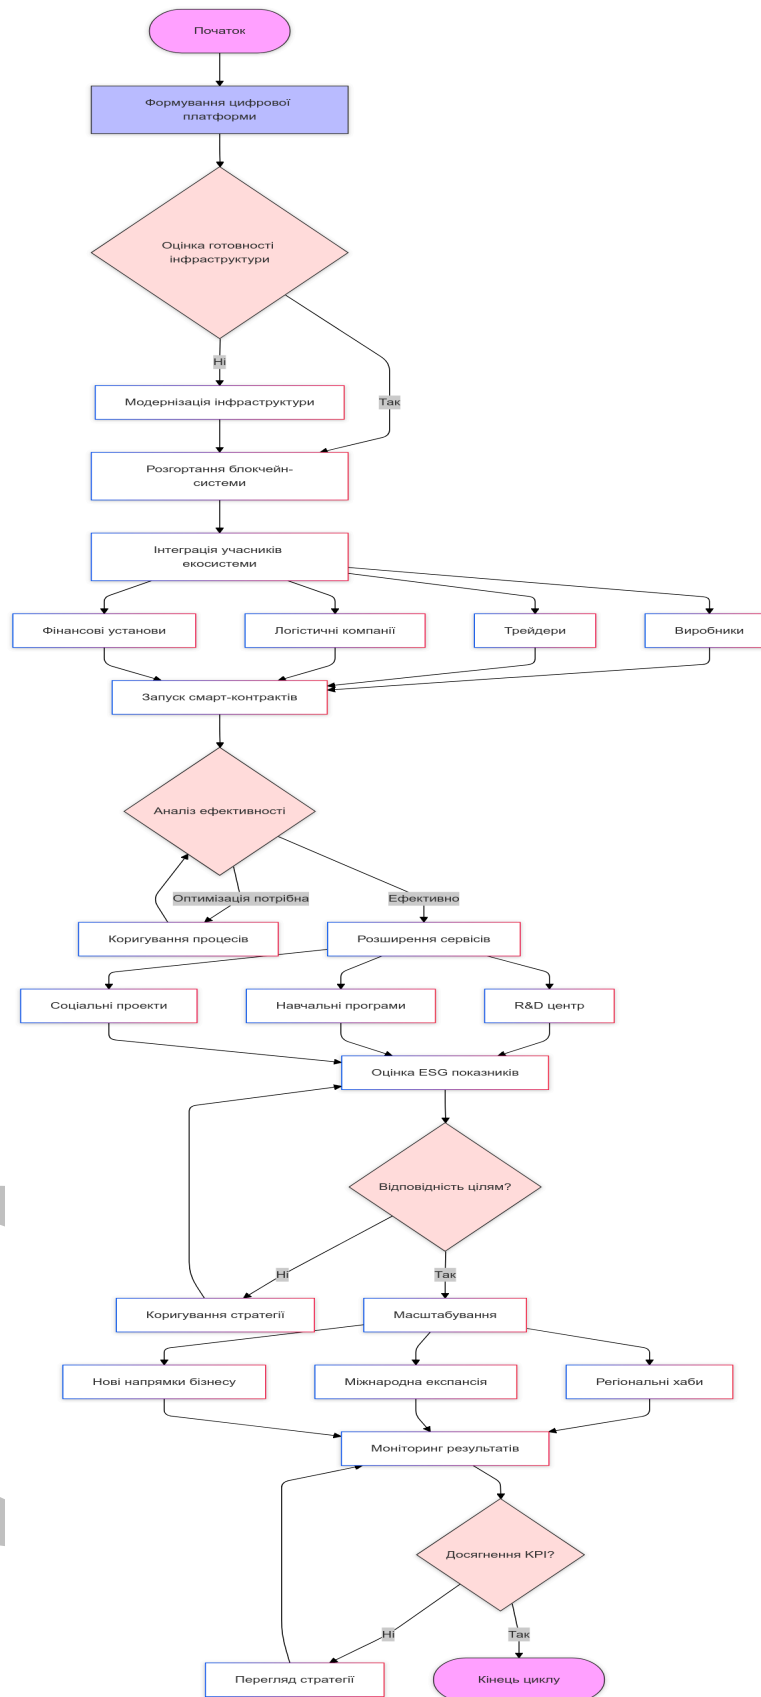 Початок
Формування цифрової
платформи
Оцінка готовності
інфраструктури
Ні
Модернізація інфраструктури
Так
Розгортання блокчейн-
системи
Інтеграція учасників
екосистеми
Фінансові установи
Логістичні компанії
Трейдери
Виробники
Запуск смарт-контрактів
Аналіз ефективності
Оптимізація потрібна
Ефективно
Коригування процесів
Розширення сервісів
Соціальні проекти
Навчальні програми
R&D центр
Оцінка ESG показників
Відповідність цілям?
Ні
Так
Коригування стратегії
Масштабування
Нові напрямки бізнесу
Міжнародна експансія
Регіональні хаби
Моніторинг результатів
Досягнення KPI?
Ні
Так
Перегляд стратегії
Кінець циклу